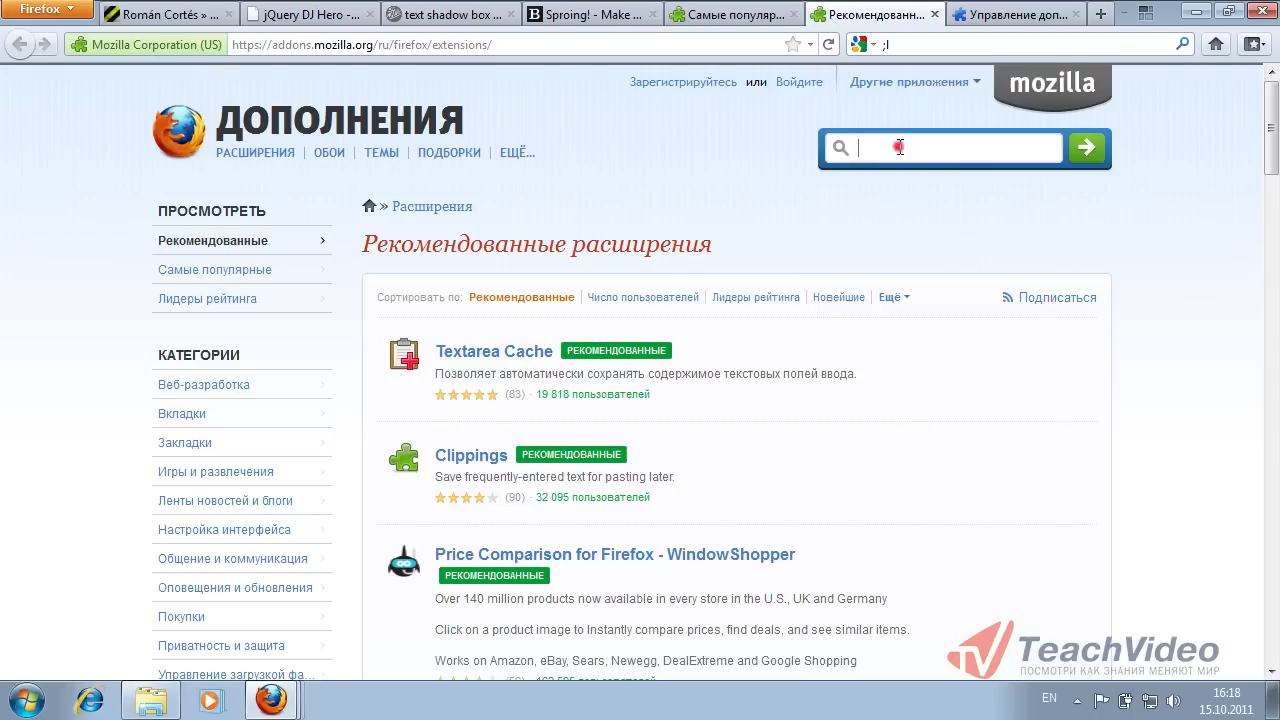 Firefox
Román Cortés » ...
jQuery DJ Hero -...
text shadow box ...
Sproing! - Make ...
Самые популяр...
Рекомендованн...
Управление доп...
Mozilla Corporation (US)
https://addons.mozilla.org/ru/firefox/extensions/
;l
Зарегистрируйтесь или Войдите
Другие приложения
mozilla
ДОПОЛНЕНИЯ
РАСШИРЕНИЯ
ОБОИ
ТЕМЫ
ПОДБОРКИ
ЕЩЁ...
ПРОСМОТРЕТЬ
Рекомендованные
Самые популярные
Лидеры рейтинга
КАТЕГОРИИ
Веб-разработка
Вкладки
Закладки
Игры и развлечения
Ленты новостей и блоги
Настройка интерфейса
Общение и коммуникация
Оповещения и обновления
Покупки
Приватность и защита
Управление загрузкой фа...
» Расширения
Рекомендованные расширения
Сортировать по: Рекомендованные Число пользователей Лидеры рейтинга Новейшие Ещё
Подписаться
Textarea Cache РЕКОМЕНДОВАННЫЕ
Позволяет автоматически сохранять содержимое текстовых полей ввода.
(83) · 19 818 пользователей
Clippings РЕКОМЕНДОВАННЫЕ
Save frequently-entered text for pasting later.
(90) · 32 095 пользователей
Price Comparison for Firefox - WindowShopper
РЕКОМЕНДОВАННЫЕ
Over 140 million products now available in every store in the U.S., UK and Germany
Click on a product image to Instantly compare prices, find deals, and see similar items.
Works on Amazon, eBay, Sears, Newegg, DealExtreme and Google Shopping
TeachVideo
ПОСМОТРИ КАК ЗНАНИЯ МЕНЯЮТ МИР
EN
16:18
15.10.2011